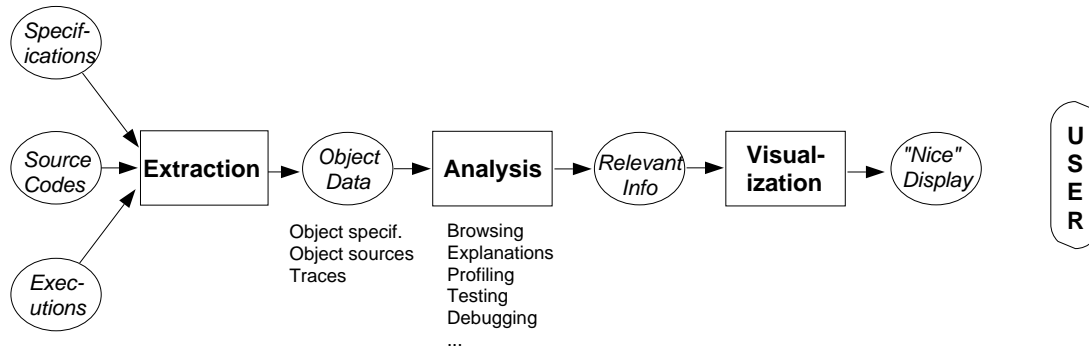 Specif-
ications
Source
Codes
Exec-
utions
Extraction
Object
Data
Object specif.
Object sources
Traces
Analysis
Browsing
Explanations
Profiling
Testing
Debugging
...
Relevant
Info
Visual-
ization
"Nice"
Display
U
S
E
R